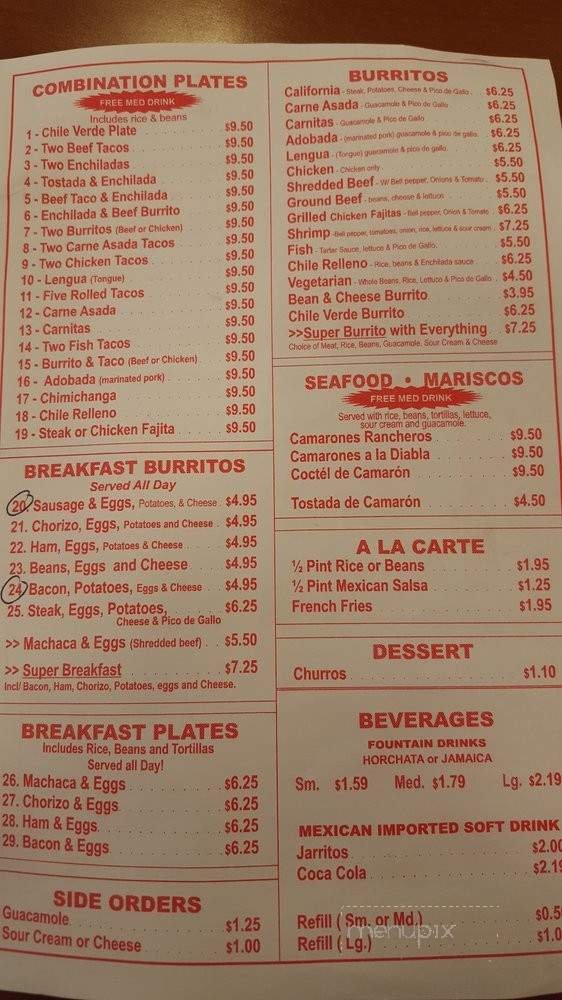 COMBINATION PLATES
FREE MED DRINK
Includes rice & beans
1 - Chile Verde Plate $9.50
2 - Two Beef Tacos $9.50
3 - Two Enchiladas $9.50
4 - Tostada & Enchilada $9.50
5 - Beef Taco & Enchilada $9.50
6 - Enchilada & Beef Burrito $9.50
7 - Two Burritos (Beef or Chicken) $9.50
8 - Two Carne Asada Tacos $9.50
9 - Two Chicken Tacos $9.50
10 - Lengua (Tongue) $9.50
11 - Five Rolled Tacos $9.50
12 - Carne Asada $9.50
13 - Carnitas $9.50
14 - Two Fish Tacos $9.50
15 - Burrito & Taco (Beef or Chicken) $9.50
16 - Adobada (marinated pork) $9.50
17 - Chimichanga $9.50
18 - Chile Relleno $9.50
19 - Steak or Chicken Fajita $9.50
BREAKFAST BURRITOS
Served All Day
20. Sausage & Eggs, Potatoes, & Cheese $4.95
21. Chorizo, Eggs, Potatoes and Cheese $4.95
22. Ham, Eggs, Potatoes & Cheese $4.95
23. Beans, Eggs and Cheese $4.95
24. Bacon, Potatoes, Eggs & Cheese $4.95
25. Steak, Eggs, Potatoes, $6.25
Cheese & Pico de Gallo
>> Machaca & Eggs (Shredded beef) $5.50
>> Super Breakfast $7.25
Incl/ Bacon, Ham, Chorizo, Potatoes, eggs and Cheese.
BREAKFAST PLATES
Includes Rice, Beans and Tortillas
Served all Day!
26. Machaca & Eggs $6.25
27. Chorizo & Eggs $6.25
28. Ham & Eggs $6.25
29. Bacon & Eggs $6.25
SIDE ORDERS
Guacamole $1.25
Sour Cream or Cheese $1.00
BURRITOS
California - Steak, Potatoes, Cheese & Pico de Gallo $6.25
Carne Asada - Guacamole & Pico de Gallo $6.25
Carnitas - Guacamole & Pico de Gallo $6.25
Adobada - (marinated pork) guacamole & pico de gallo. $6.25
Lengua - (Tongue) guacamole & pico de gallo. $6.25
Chicken - Chicken only $5.50
Shredded Beef - W/ Bell pepper, Onions & Tomato $5.50
Ground Beef - beans, cheese & lettuce $5.50
Grilled Chicken Fajitas - Bell pepper, Onion & Tomato $6.25
Shrimp - Bell pepper, tomatoes, onion, rice, lettuce & sour cream $7.25
Fish - Tartar Sauce, lettuce & Pico de Gallo. $5.50
Chile Relleno - Rice, beans & Enchilada sauce $6.25
Vegetarian - Whole Beans, Rice, Lettuce & Pico de Gallo $4.50
Bean & Cheese Burrito $3.95
Chile Verde Burrito $6.25
>>Super Burrito with Everything $7.25
Choice of Meat, Rice, Beans, Guacamole, Sour Cream & Cheese
SEAFOOD • MARISCOS
FREE MED DRINK
Served with rice, beans, tortillas, lettuce,
sour cream and guacamole.
Camarones Rancheros $9.50
Camarones a la Diabla $9.50
Coctél de Camarón $9.50
Tostada de Camarón $4.50
A LA CARTE
½ Pint Rice or Beans $1.95
½ Pint Mexican Salsa $1.25
French Fries $1.95
DESSERT
Churros $1.10
BEVERAGES
FOUNTAIN DRINKS
HORCHATA or JAMAICA
Sm. $1.59 Med. $1.79 Lg. $2.19
MEXICAN IMPORTED SOFT DRINK
Jarritos $2.00
Coca Cola $2.19
Refill ( Sm. or Md.) $0.5
Refill ( Lg.) $1.0
menupix